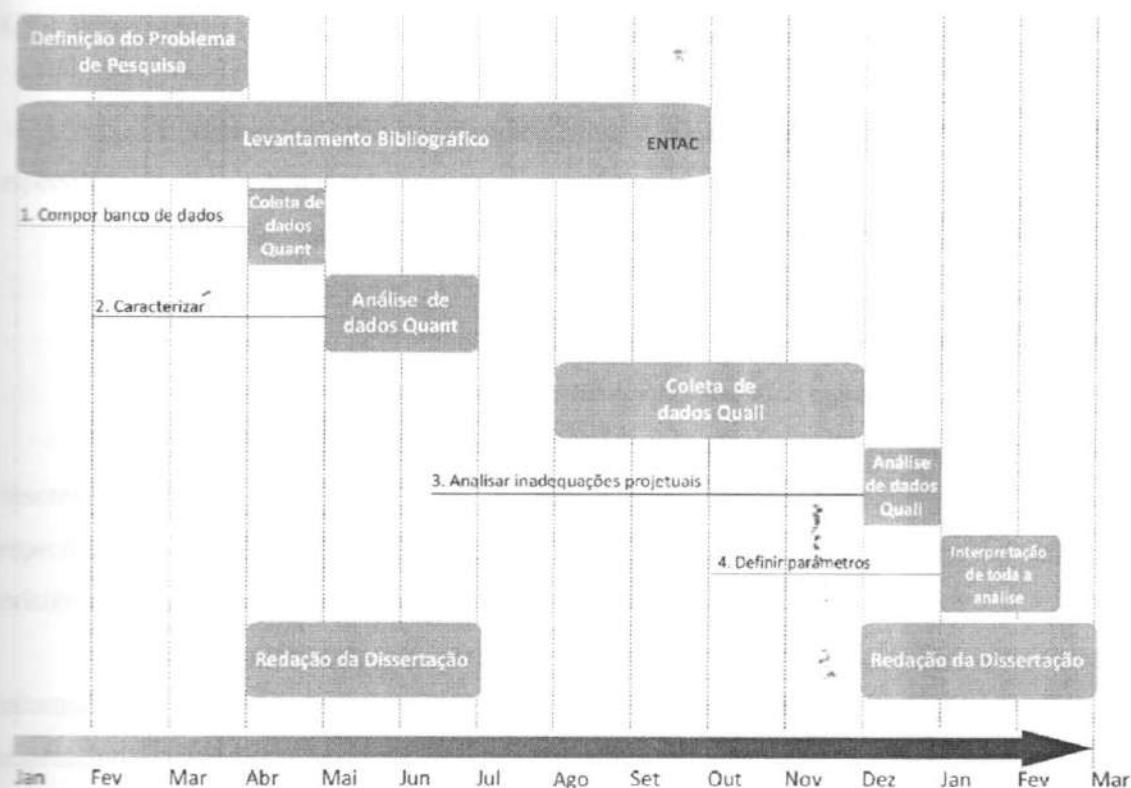 Definição do Problema
de Pesquisa
Levantamento Bibliográfico
ENTAC
1. Compor banco de dados
Coleta de
dados
Quant
2. Caracterizar
Análise de
dados Quant
Coleta de
dados Quali
3. Analisar inadequações projetuais
Análise
de dados
Quali
4. Definir parâmetros
Interpretação
de toda a
análise
Redação da Dissertação
Redação da Dissertação
Jan Fev Mar Abr Mai Jun Jul Ago Set Out Nov Dez Jan Fev Mar